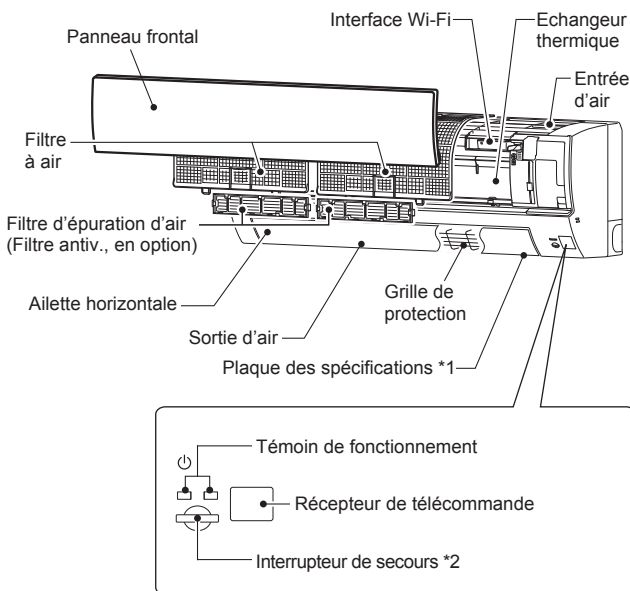 Interface Wi-Fi
Echangeur
thermique
Panneau frontal
Entrée
d'air
Filtre
à air
Filtre d'épuration d'air
(Filtre antiv., en option)
Ailette horizontale
Grille de
protection
Sortie d'air
Plaque des spécifications *1
Témoin de fonctionnement
Récepteur de télécommande
Interrupteur de secours *2